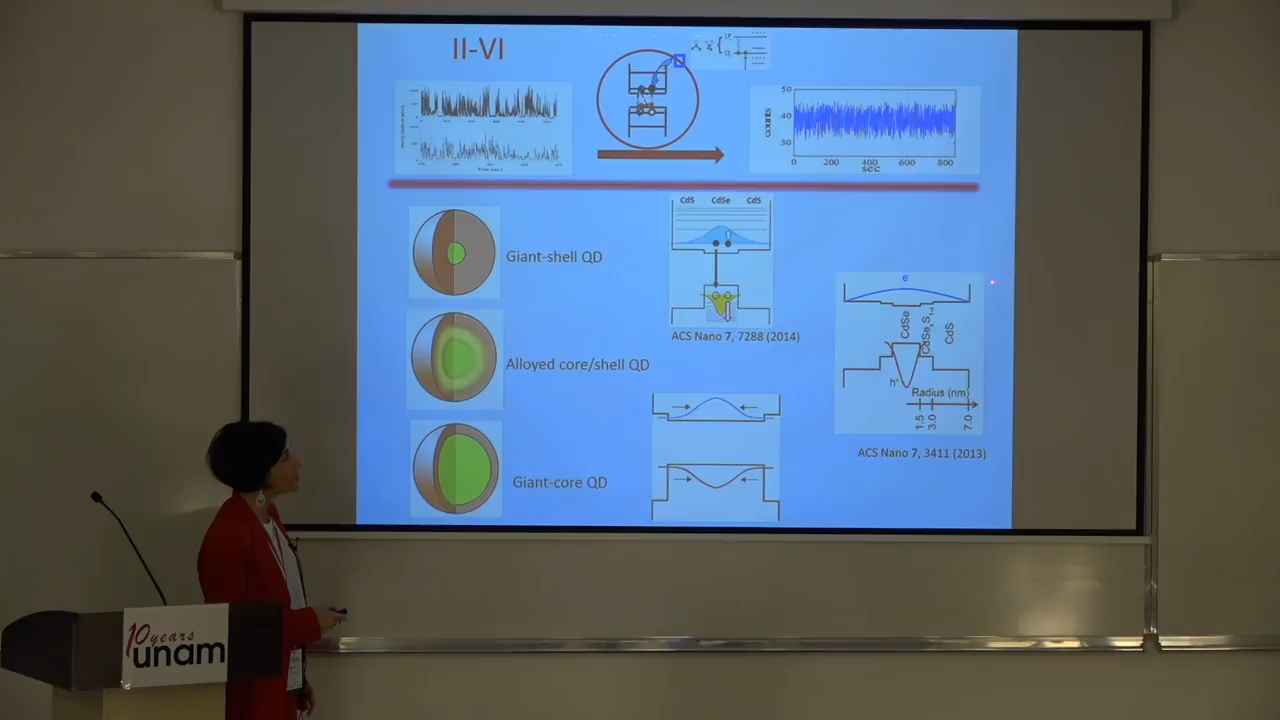 II-VI
50
40
30
counts
0 200 400 600 800
sec
CdS CdSe CdS
Giant-shell QD
ACS Nano 7, 7288 (2014)
e⁻
CdSe
CdS
h⁺
Radius (nm)
1.5
3.0
7.0
Alloyed core/shell QD
ACS Nano 7, 3411 (2013)
Giant-core QD
10 years
unam